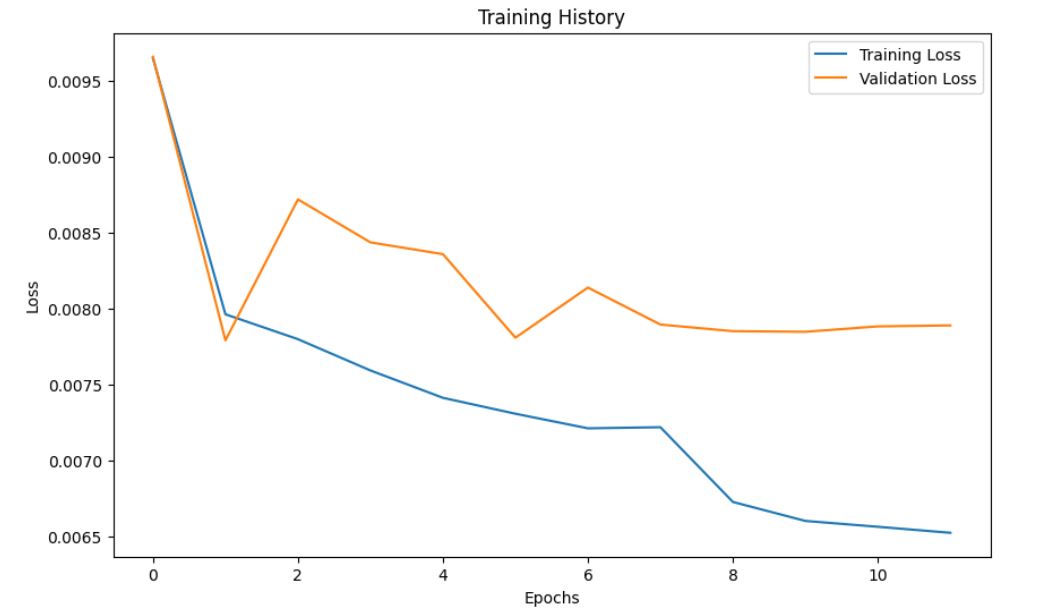 Training History
Training Loss
Validation Loss
0.0095
0.0090
0.0085
0.0080
0.0075
0.0070
0.0065
Loss
0 2 4 6 8 10
Epochs